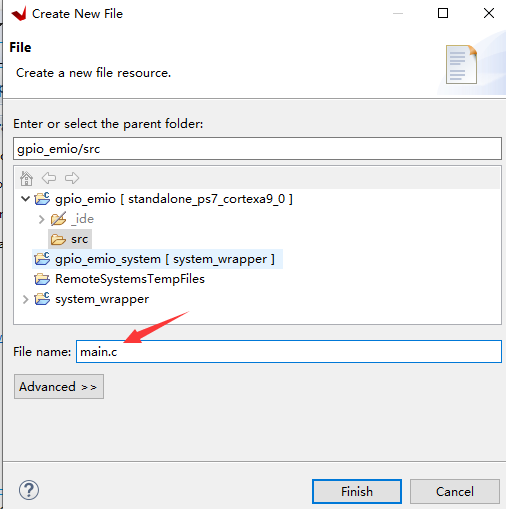 Create New File
File
Create a new file resource.
Enter or select the parent folder:
gpio_emio/src
gpio_emio [ standalone_ps7_cortexa9_0 ]
_ide
src
gpio_emio_system [ system_wrapper ]
RemoteSystemsTempFiles
system_wrapper
File name: main.c
Advanced >>
Finish Cancel